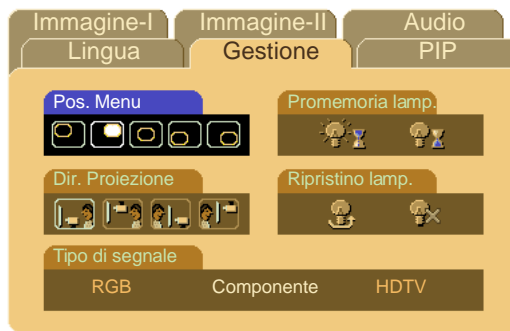 Immagine-I Immagine-II Audio
Lingua Gestione PIP
Pos. Menu Promemoria lamp.
Dir. Proiezione Ripristino lamp.
Tipo di segnale
RGB Componente HDTV